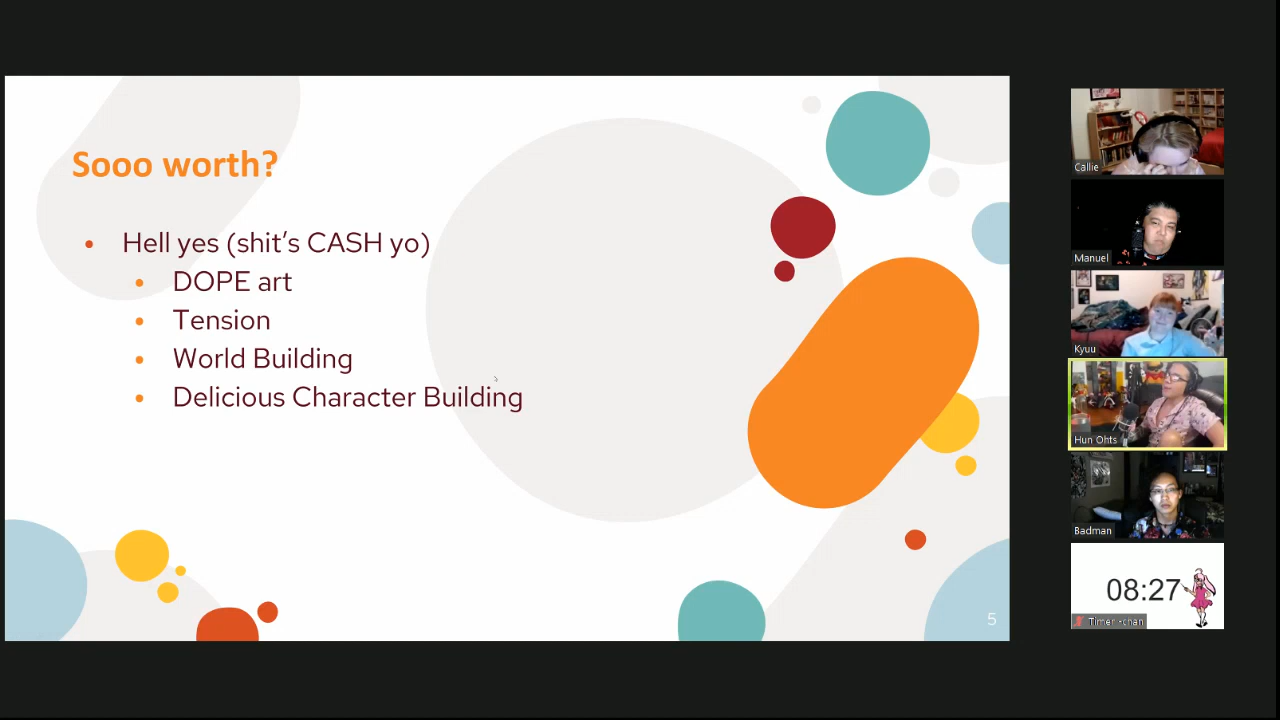 Sooo worth?
Hell yes (shit's CASH yo)
DOPE art
Tension
World Building
Delicious Character Building
5
Callie
Manuel
Kyuu
Hun Ohts
Badman
08:27
Timer-chan